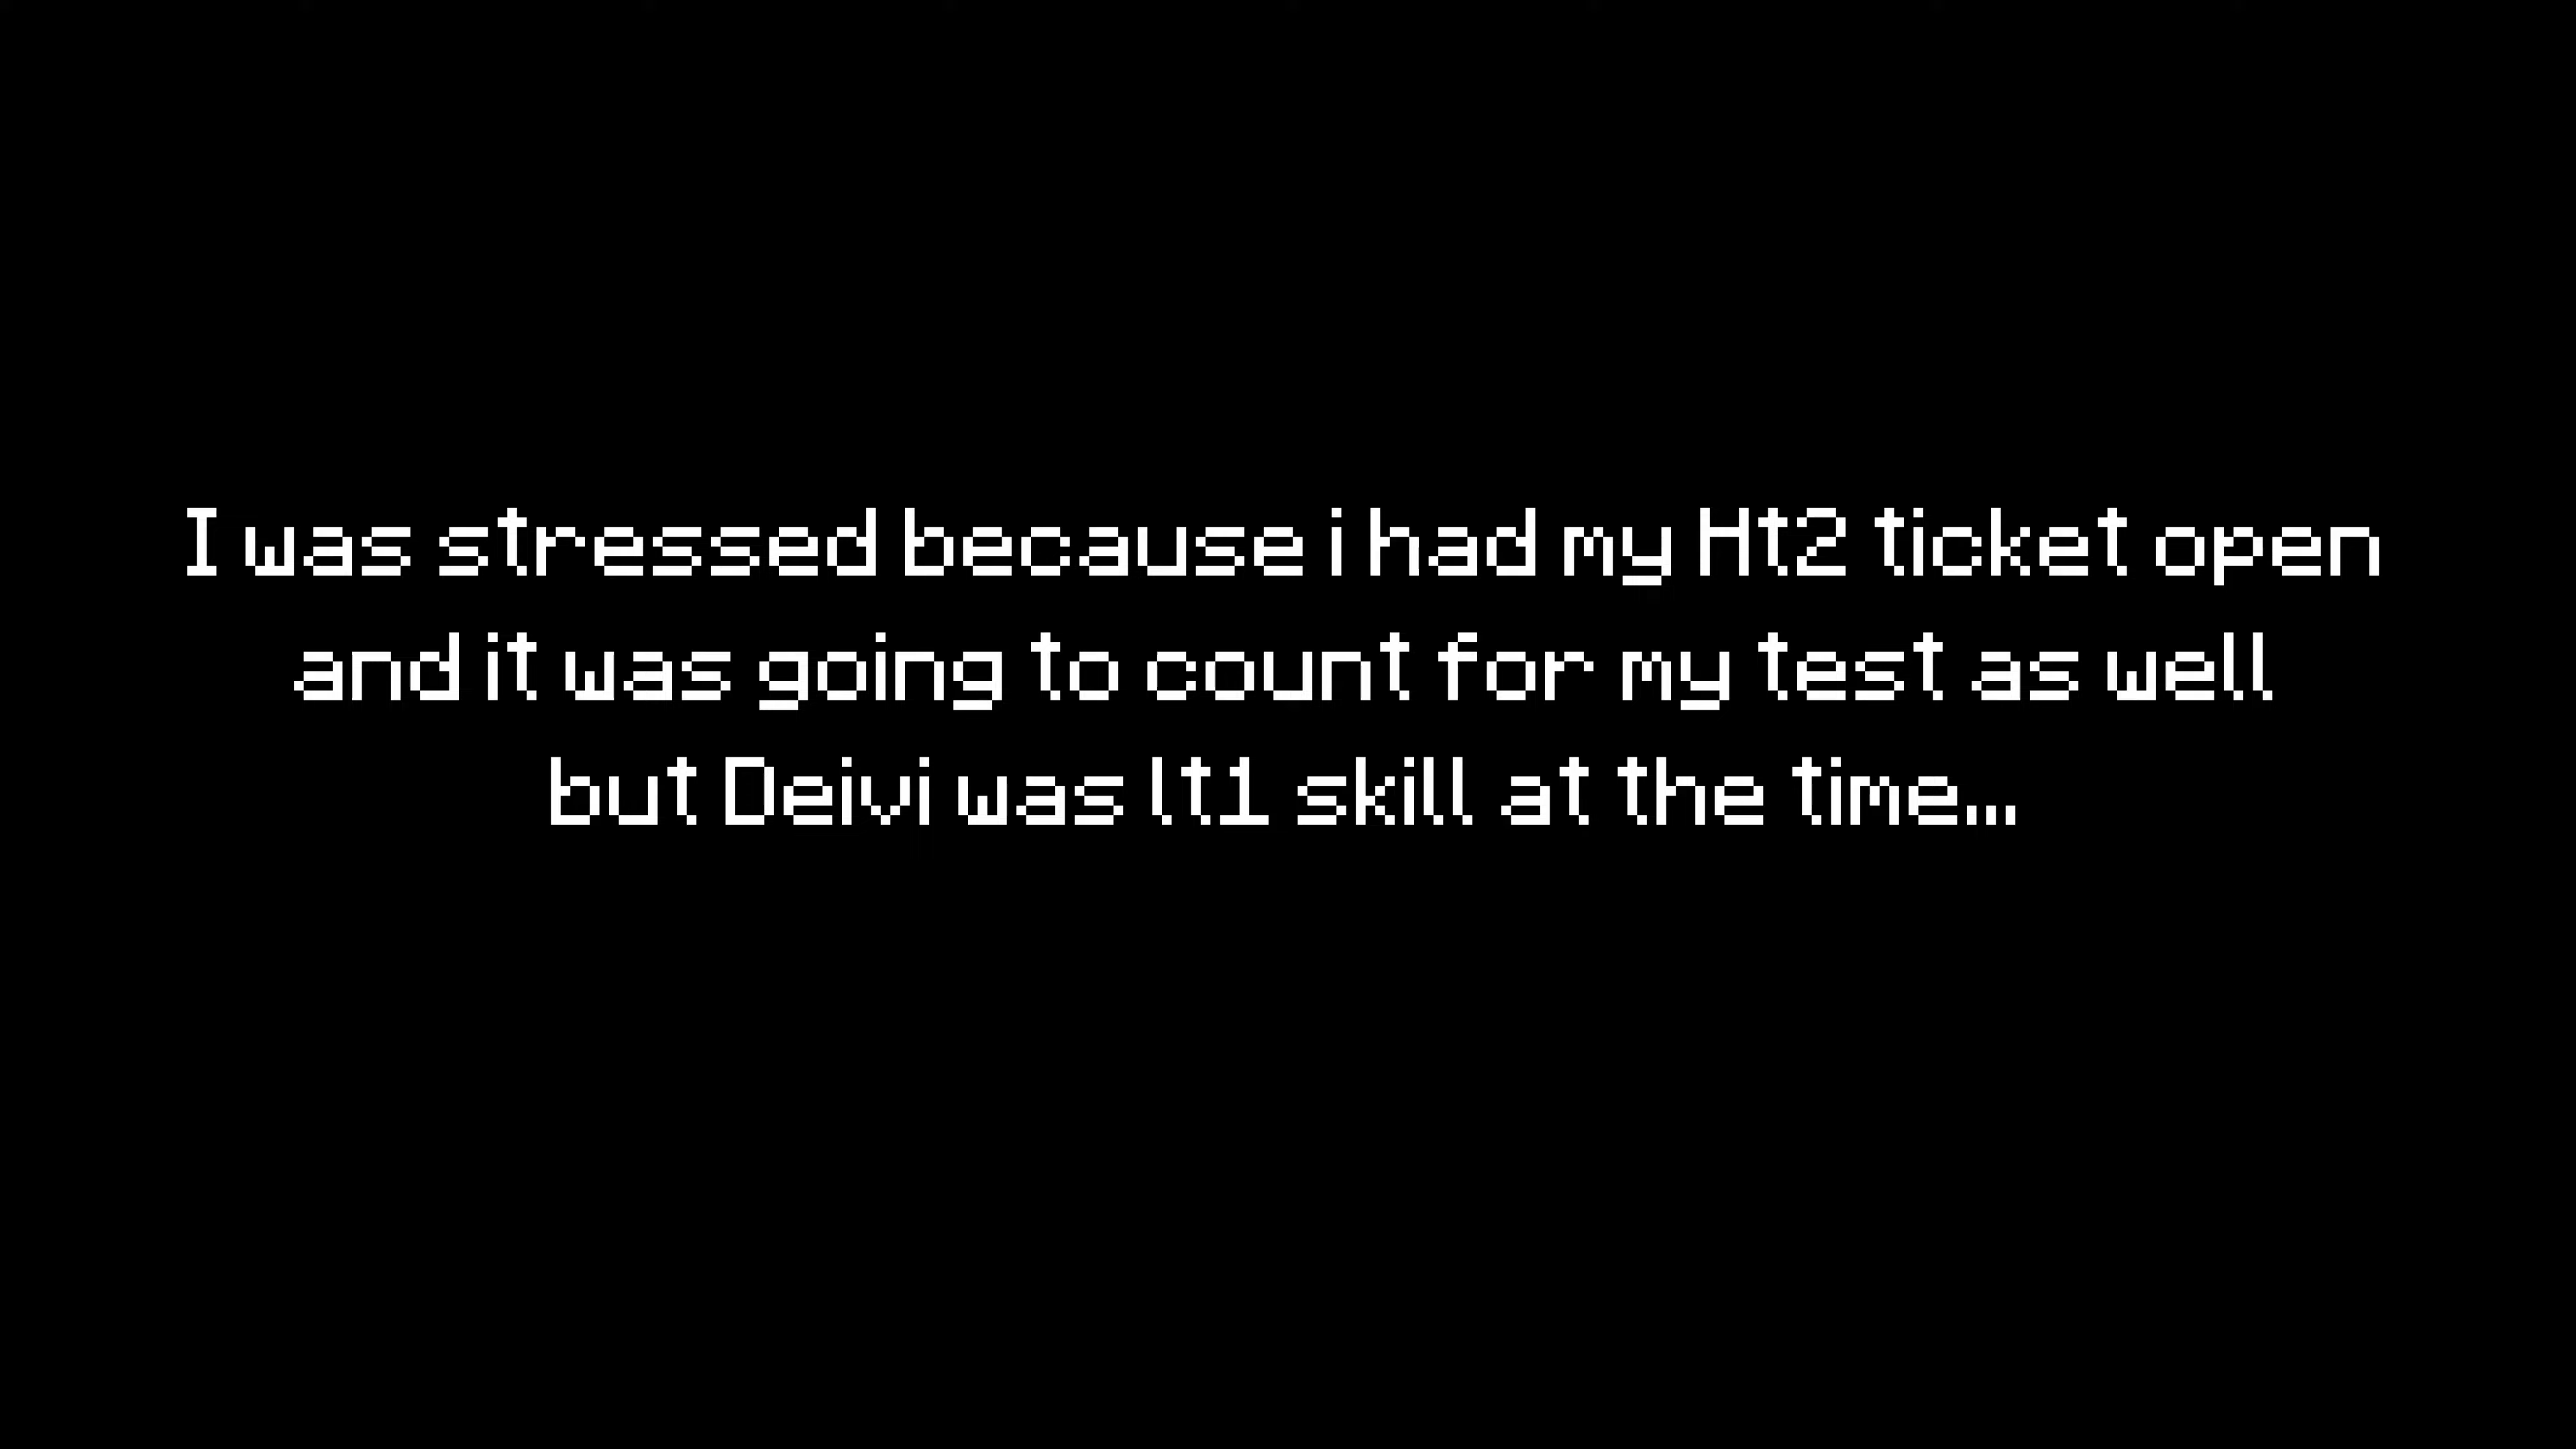 I was stressed because i had my Ht2 ticket open
and it was going to count for my test as well
but Deivi was lt1 skill at the time...